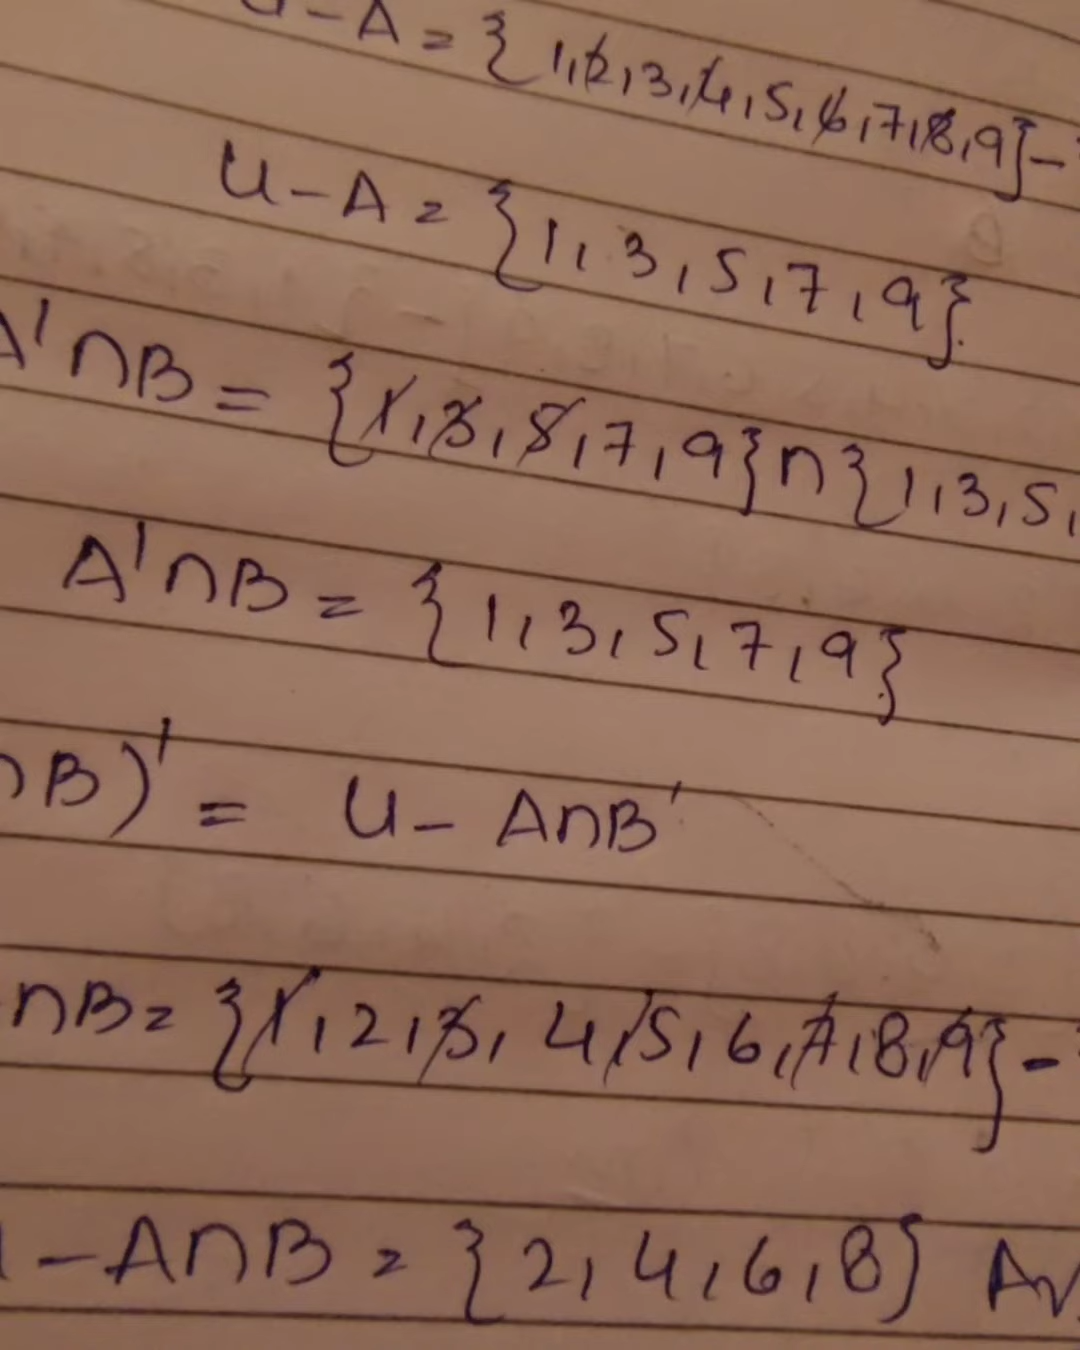 U-A = {1,2,3,4,5,6,7,8,9}-
U-A = {1,3,5,7,9}
A'∩B = {1,3,5,7,9}∩{1,3,5,
A'∩B = {1,3,5,7,9}
∩B)' = U- A∩B'
∩B= {1,2,3,4,5,6,7,8,9}-
-A∩B = {2,4,6,8}